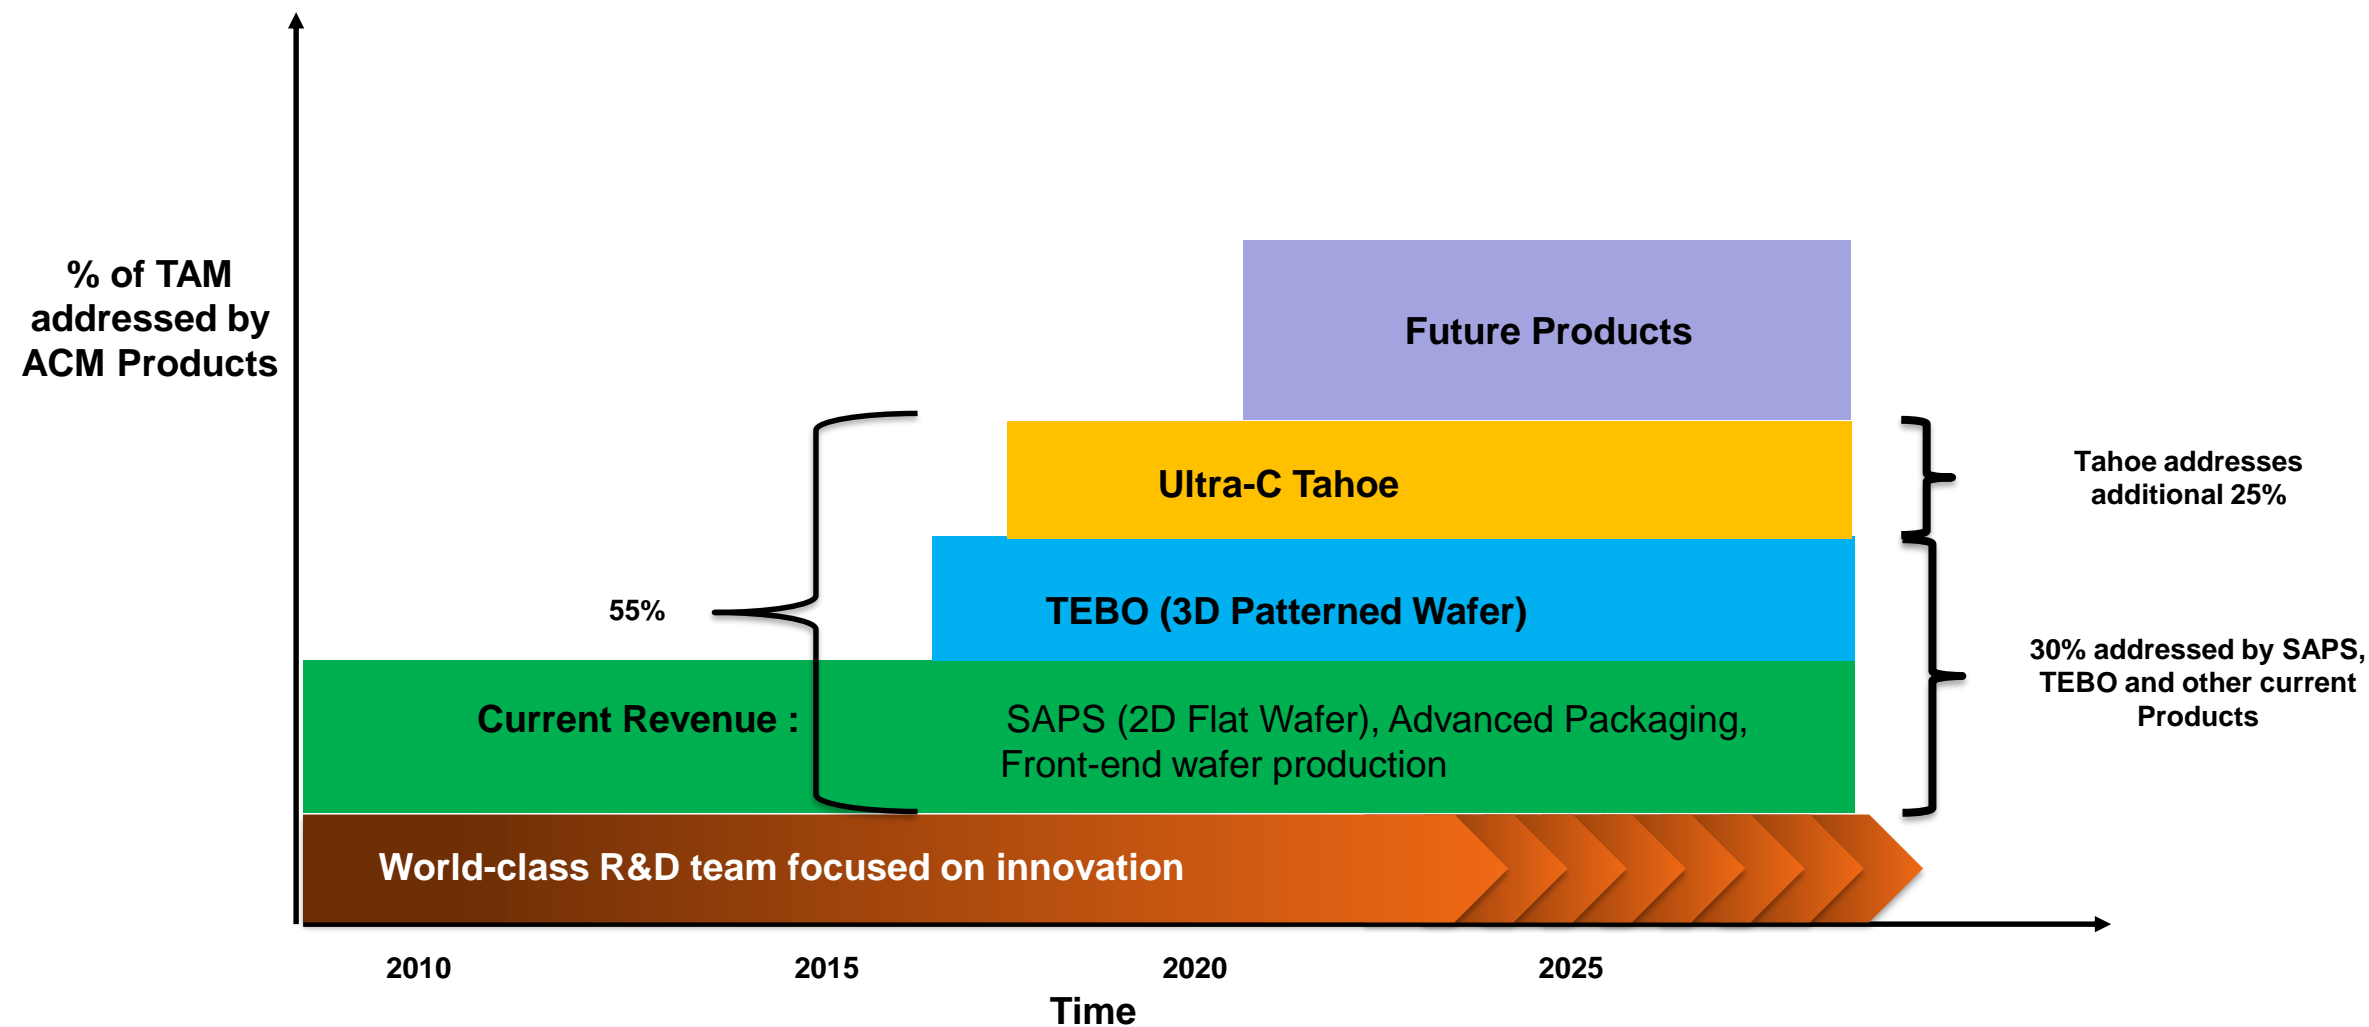 % of TAM
addressed by
ACM Products
Future Products
Ultra-C Tahoe
Tahoe addresses
additional 25%
55%
TEBO (3D Patterned Wafer)
30% addressed by SAPS,
TEBO and other current
Products
Current Revenue :
SAPS (2D Flat Wafer), Advanced Packaging,
Front-end wafer production
World-class R&D team focused on innovation
2010
2015
2020
2025
Time